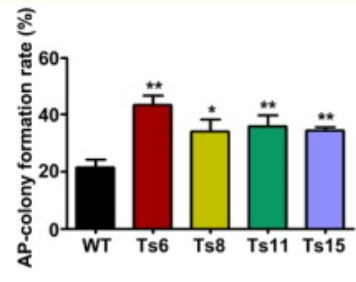 AP-colony formation rate (%)
60
40
20
0
** * ** **
WT Ts6 Ts8 Ts11 Ts15